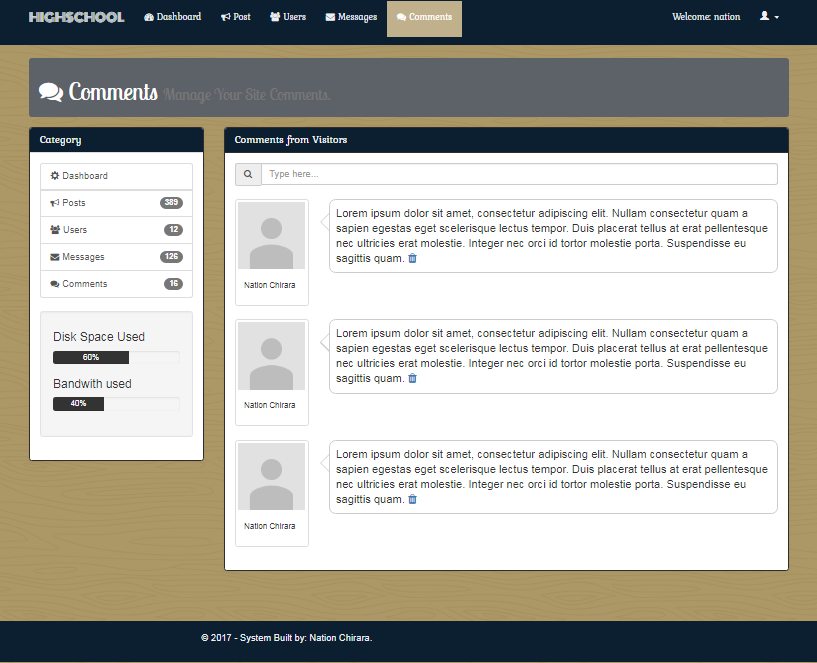 HIGHSCHOOL Dashboard Post Users Messages Comments Welcome: nation
Comments Manage Your Site Comments.
Category
Dashboard
Posts 389
Users 12
Messages 126
Comments 16
Disk Space Used
60%
Bandwith used
40%
Comments from Visitors
Type here...
Lorem ipsum dolor sit amet, consectetur adipiscing elit. Nullam consectetur quam a
sapien egestas eget scelerisque lectus tempor. Duis placerat tellus at erat pellentesque
nec ultricies erat molestie. Integer nec orci id tortor molestie porta. Suspendisse eu
sagittis quam.
Nation Chirara
Lorem ipsum dolor sit amet, consectetur adipiscing elit. Nullam consectetur quam a
sapien egestas eget scelerisque lectus tempor. Duis placerat tellus at erat pellentesque
nec ultricies erat molestie. Integer nec orci id tortor molestie porta. Suspendisse eu
sagittis quam.
Nation Chirara
Lorem ipsum dolor sit amet, consectetur adipiscing elit. Nullam consectetur quam a
sapien egestas eget scelerisque lectus tempor. Duis placerat tellus at erat pellentesque
nec ultricies erat molestie. Integer nec orci id tortor molestie porta. Suspendisse eu
sagittis quam.
Nation Chirara
© 2017 - System Built by: Nation Chirara.